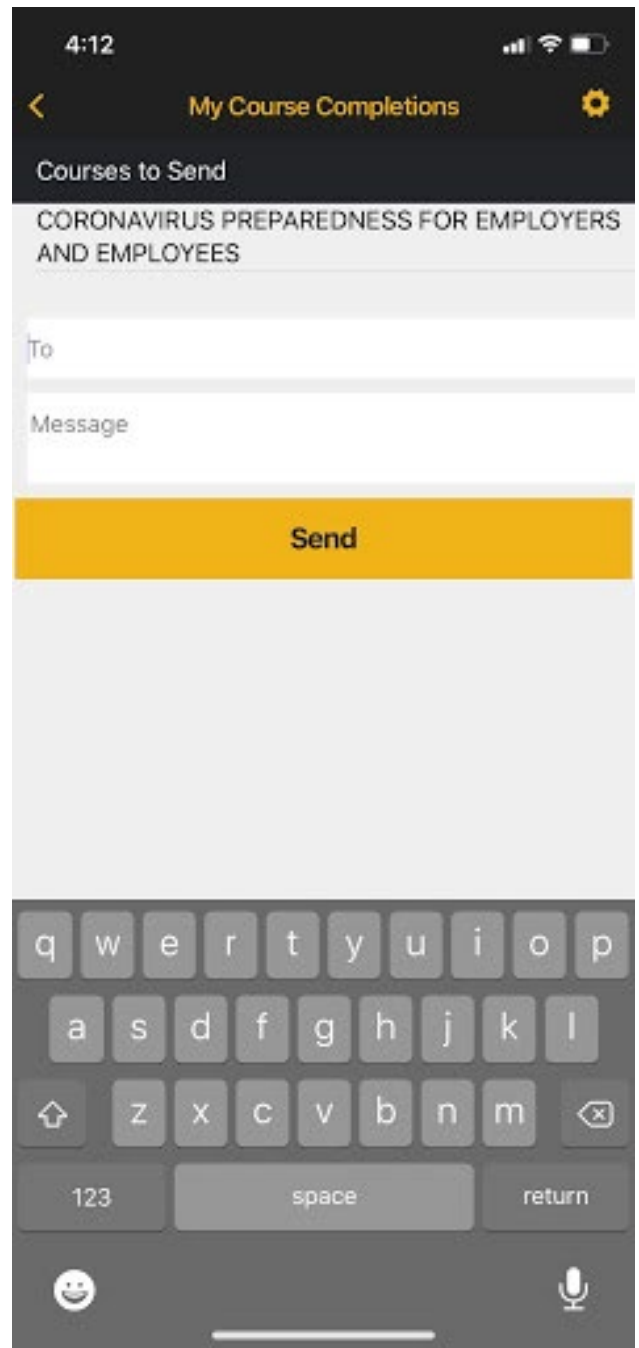 4:12
My Course Completions
Courses to Send
CORONAVIRUS PREPAREDNESS FOR EMPLOYERS
AND EMPLOYEES
To
Message
Send
q w e r t y u i o p
a s d f g h j k l
z x c v b n m
123 space return